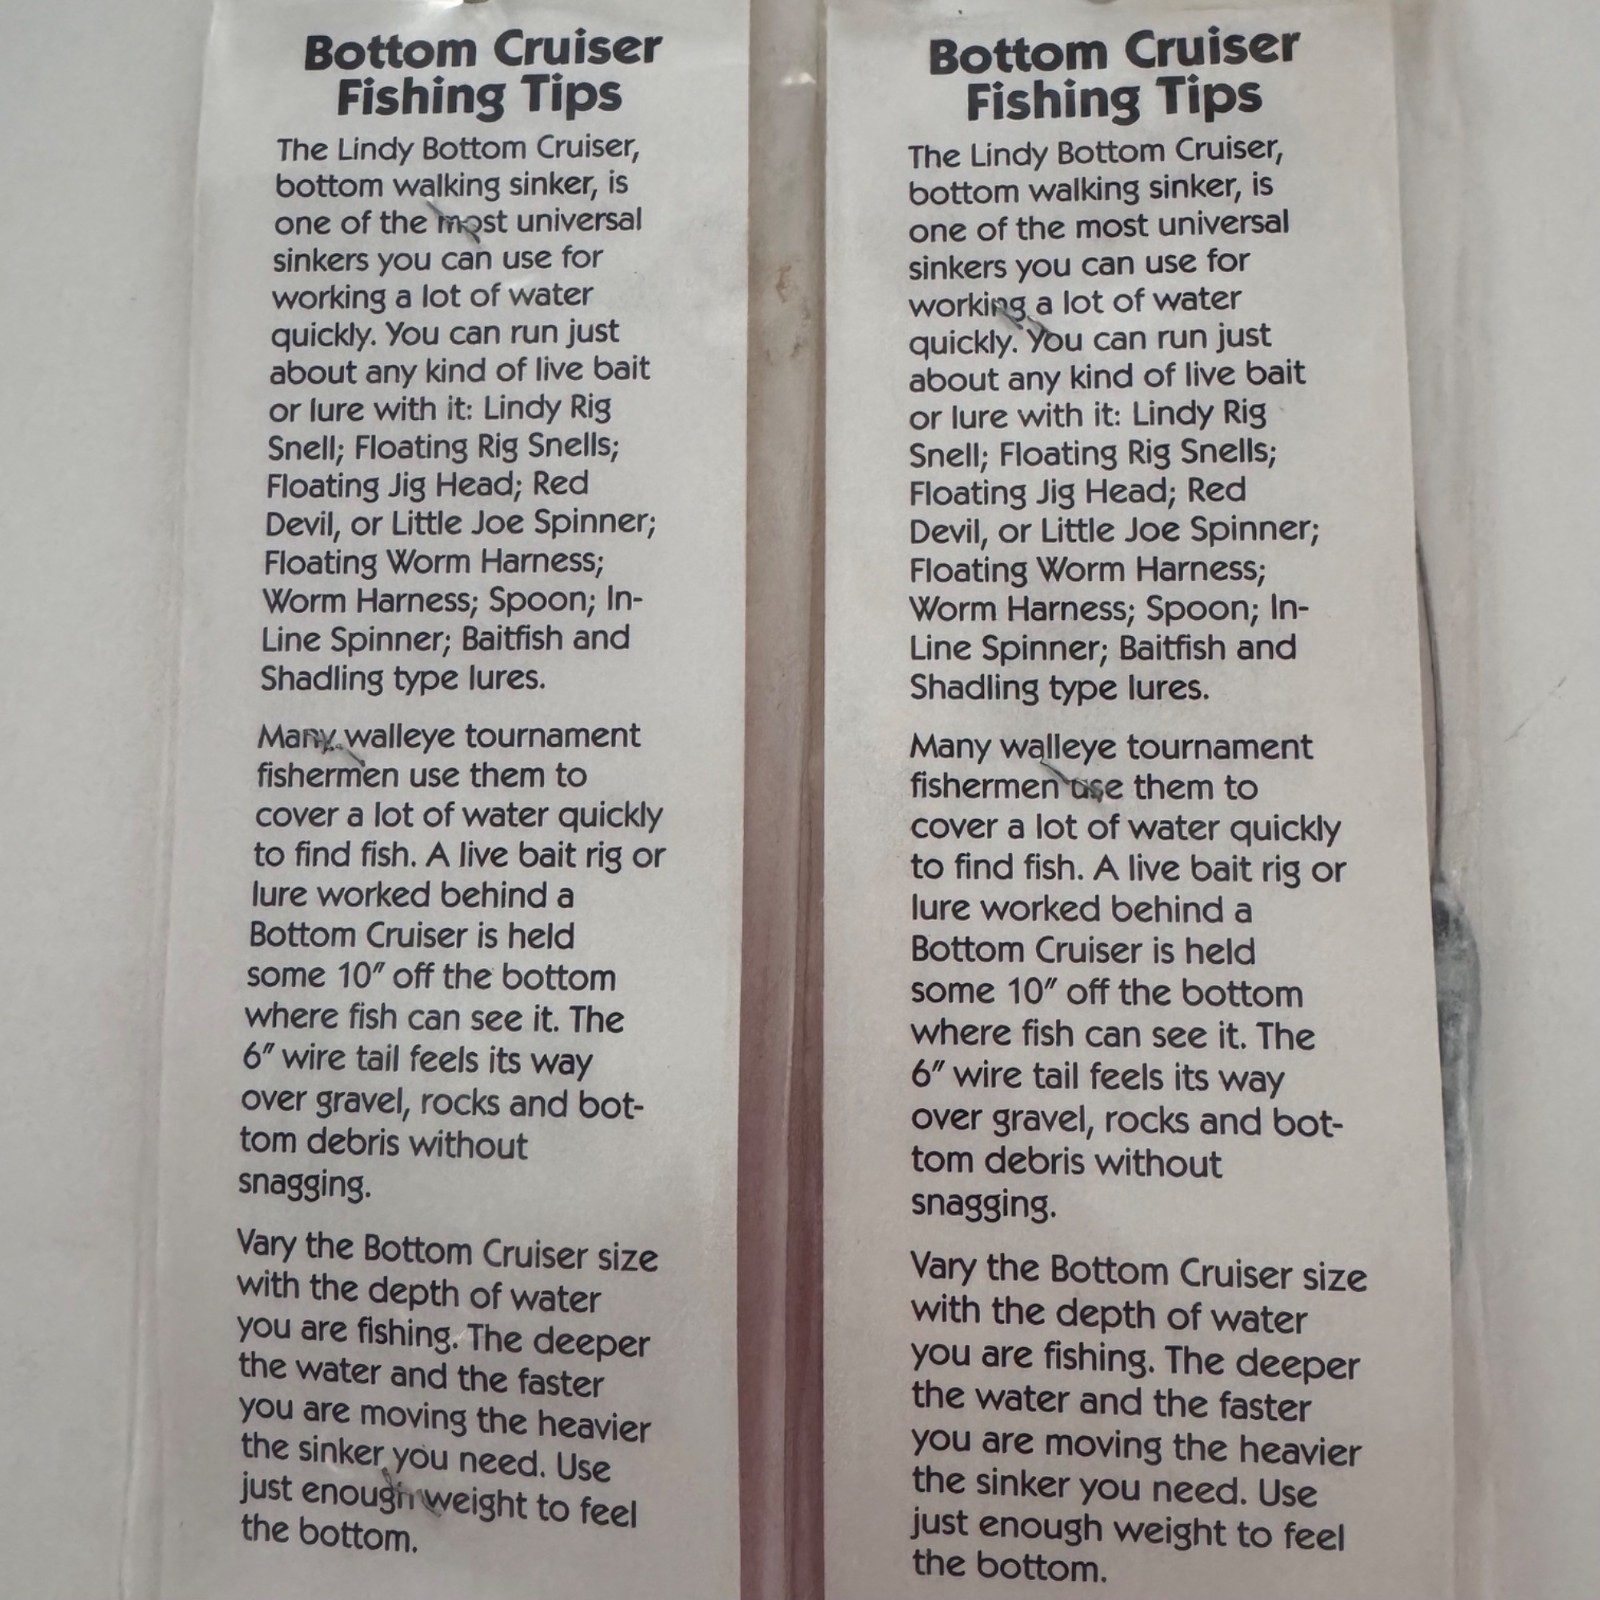 Bottom Cruiser
Fishing Tips
The Lindy Bottom Cruiser,
bottom walking sinker, is
one of the most universal
sinkers you can use for
working a lot of water
quickly. You can run just
about any kind of live bait
or lure with it: Lindy Rig
Snell; Floating Rig Snells;
Floating Jig Head; Red
Devil, or Little Joe Spinner;
Floating Worm Harness;
Worm Harness; Spoon; In-
Line Spinner; Baitfish and
Shadling type lures.
Many walleye tournament
fishermen use them to
cover a lot of water quickly
to find fish. A live bait rig or
lure worked behind a
Bottom Cruiser is held
some 10" off the bottom
where fish can see it. The
6" wire tail feels its way
over gravel, rocks and bot-
tom debris without
snagging.
Vary the Bottom Cruiser size
with the depth of water
you are fishing. The deeper
the water and the faster
you are moving the heavier
the sinker you need. Use
just enough weight to feel
the bottom.
Bottom Cruiser
Fishing Tips
The Lindy Bottom Cruiser,
bottom walking sinker, is
one of the most universal
sinkers you can use for
working a lot of water
quickly. You can run just
about any kind of live bait
or lure with it: Lindy Rig
Snell; Floating Rig Snells;
Floating Jig Head; Red
Devil, or Little Joe Spinner;
Floating Worm Harness;
Worm Harness; Spoon; In-
Line Spinner; Baitfish and
Shadling type lures.
Many walleye tournament
fishermen use them to
cover a lot of water quickly
to find fish. A live bait rig or
lure worked behind a
Bottom Cruiser is held
some 10" off the bottom
where fish can see it. The
6" wire tail feels its way
over gravel, rocks and bot-
tom debris without
snagging.
Vary the Bottom Cruiser size
with the depth of water
you are fishing. The deeper
the water and the faster
you are moving the heavier
the sinker you need. Use
just enough weight to feel
the bottom.